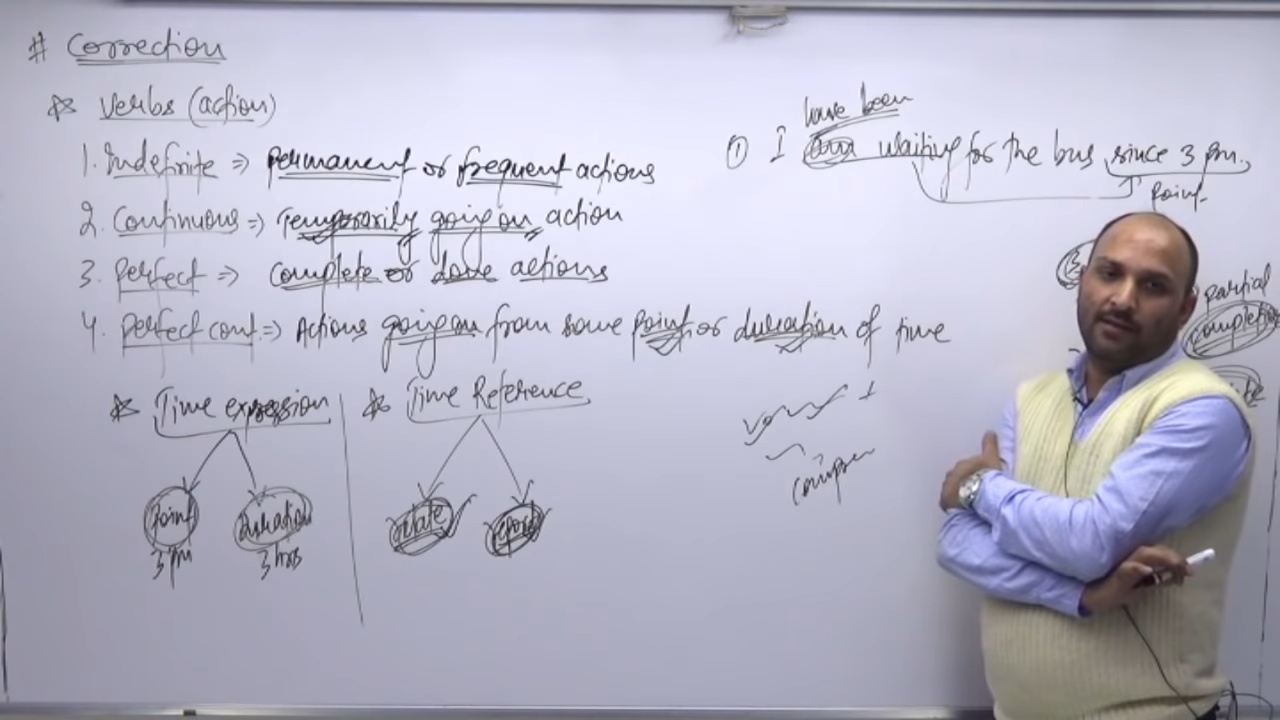 # Correction
☆ Verbs (action)
1. Indefinite => permanent or frequent actions
2. Continuous => Temporarily going on action
3. Perfect => complete or done actions
4. Perfect cont. => Actions going on from some point or duration of time
☆ Time expression
Point
3 pm
Duration
3 hrs
☆ Time Reference
have been
① I am waiting for the bus since 3 pm.
Point
partial
completion